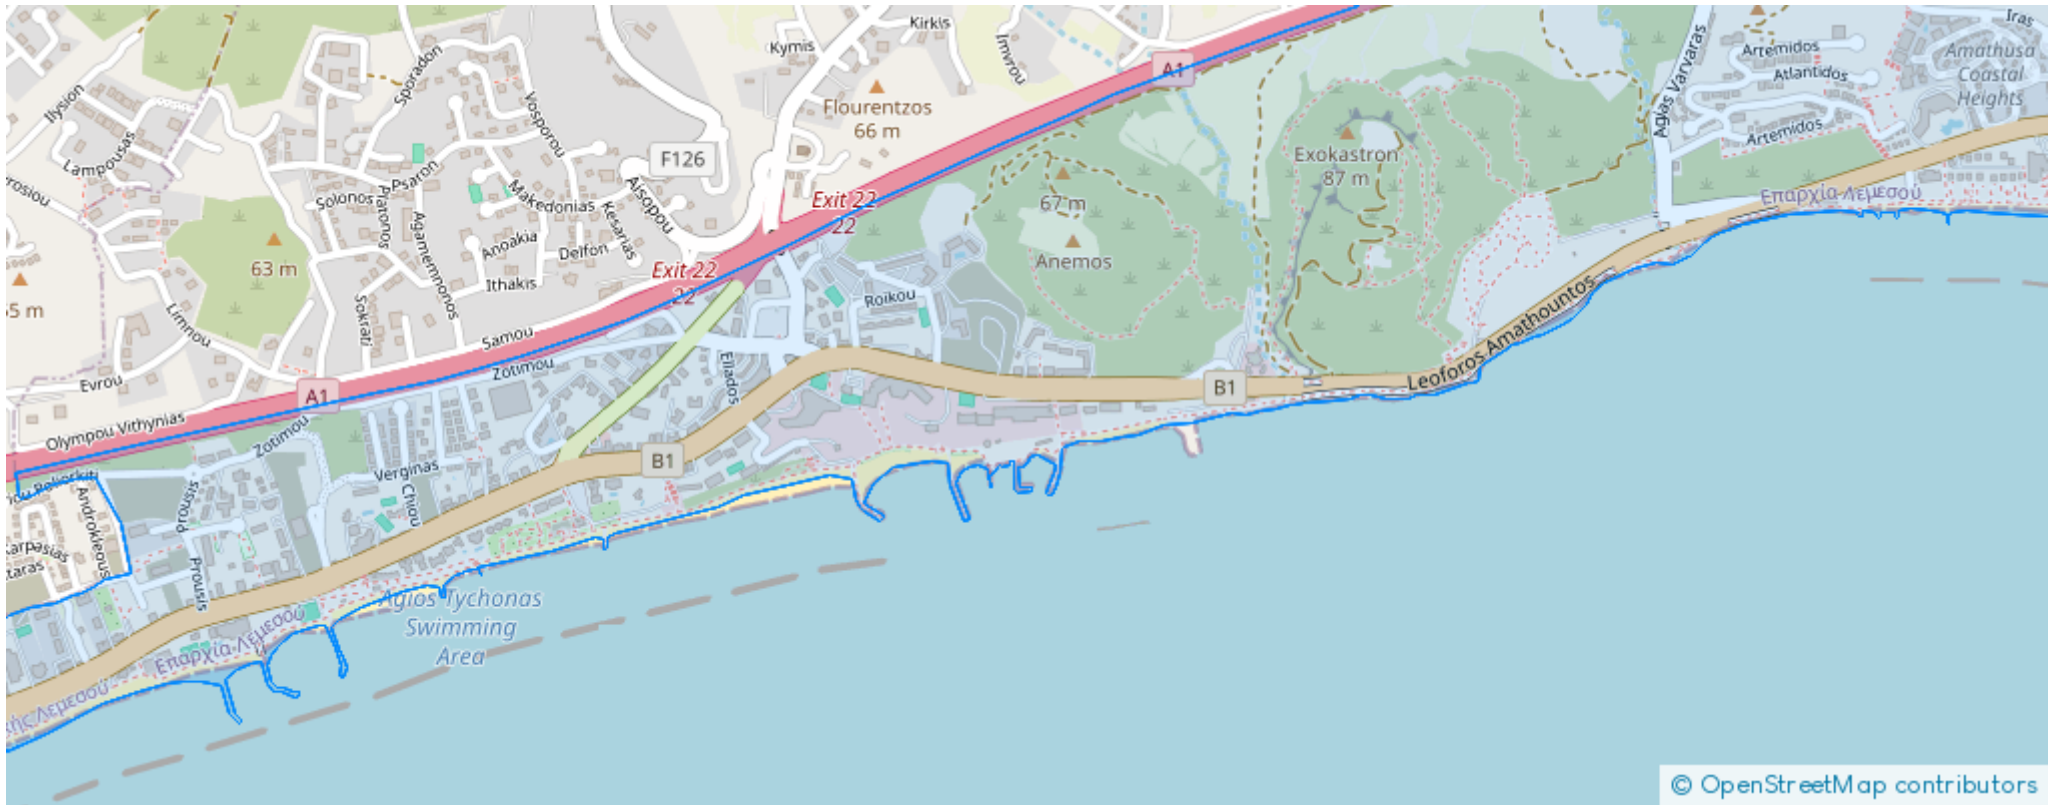 Kirkis
Kymis
Imvrou
Sporadon
Ilysion
Vosporou
Lampousas
Flourentzos
66 m
A1
F126
Psaron
Solonos
Platonos
Makedonias
Kesarias
Aisopou
Agamemnonos
Anoakia
Delfon
Ithakis
63 m
Limnou
Sokrati
Samou
Evrou
Olympou Vithynias
A1
Exit 22
22
Exit 22
22
67 m
Anemos
Exokastron
87 m
Agias Varvaras
Artemidos
Atlantidos
Artemidos
Iras
Amathusa
Coastal
Heights
Επαρχία Λεμεσού
Roikou
Zotimou
Ellados
B1
Leoforos Amathountos
Zotimou
Verginas
Chiou
B1
Prousis
Prousis
Androkleous
Karpasias
Επαρχία Λεμεσού
Agios Tychonas
Swimming
Area
Λεμεσού
© OpenStreetMap contributors